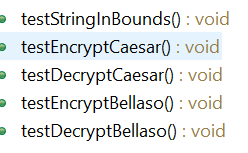 testStringInBounds() : void
testEncryptCaesar() : void
testDecryptCaesar() : void
testEncryptBellaso() : void
testDecryptBellaso() : void